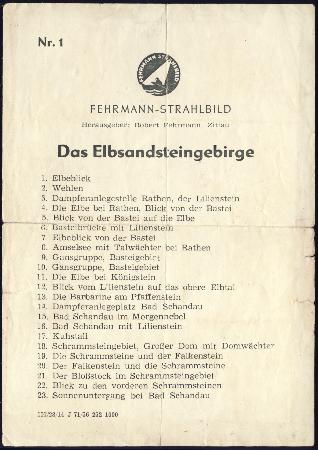 Nr. 1
FEHRMANN STRAHLBILD
FEHRMANN-STRAHLBILD
Herausgeber: Robert Fehrmann Zittau
Das Elbsandsteingebirge
1. Elbeblick
2. Wehlen
3. Dampferanlegestelle Rathen, der Lilienstein
4. Die Elbe bei Rathen, Blick von der Bastei
5. Blick von der Bastei auf die Elbe
6. Basteibrücke mit Lilienstein
7. Elbeblick von der Bastei
8. Amselsee mit Talwächter bei Rathen
9. Gansgruppe, Basteigebiet
10. Gansgruppe, Basteigebiet
11. Die Elbe bei Königstein
12. Blick vom Lilienstein auf das obere Elbtal
13. Die Barbarine am Pfaffenstein
14. Dampferanlegeplatz Bad Schandau
15. Bad Schandau im Morgennebel
16. Bad Schandau mit Lilienstein
17. Kuhstall
18. Schrammsteingebiet, Großer Dom mit Domwächter
19. Die Schrammsteine und der Falkenstein
20. Der Falkenstein und die Schrammsteine
21. Der Bloßstock im Schrammsteingebiet
22. Blick zu den vorderen Schrammsteinen
23. Sonnenuntergang bei Bad Schandau
J 71/56 252 1000